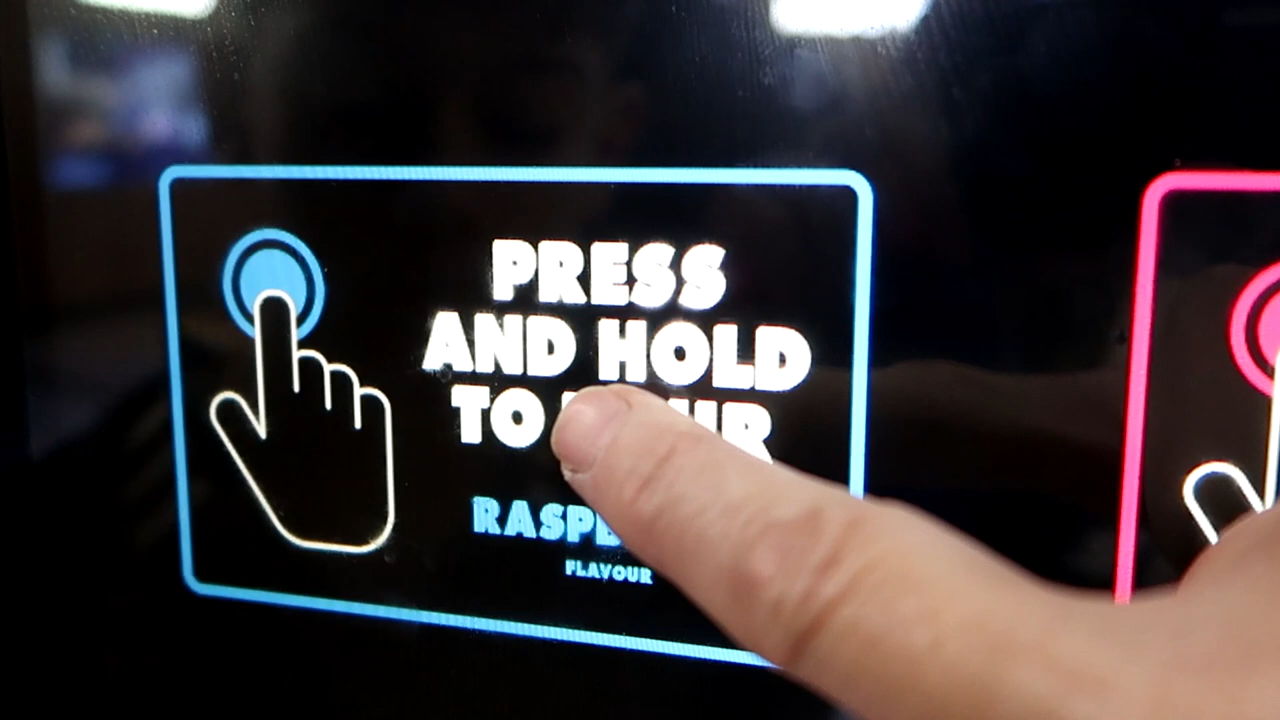 PRESS
AND HOLD
TO POUR
RASPBERRY
FLAVOUR